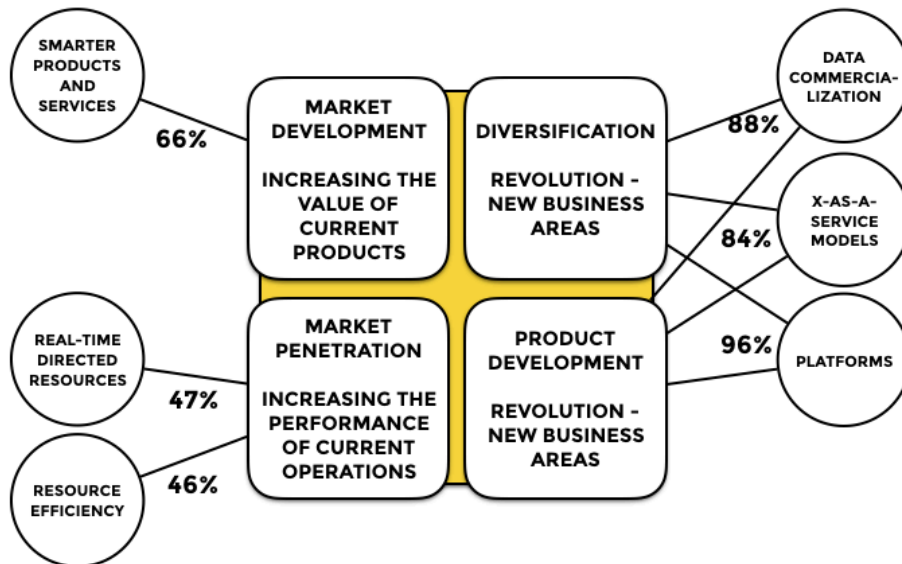 SMARTER
PRODUCTS
AND
SERVICES
66%
MARKET
DEVELOPMENT
INCREASING THE
VALUE OF
CURRENT
PRODUCTS
DIVERSIFICATION
REVOLUTION -
NEW BUSINESS
AREAS
DATA
COMMERCIA-
LIZATION
88%
X-AS-A-
SERVICE
MODELS
84%
REAL-TIME
DIRECTED
RESOURCES
47%
RESOURCE
EFFICIENCY
46%
MARKET
PENETRATION
INCREASING THE
PERFORMANCE
OF CURRENT
OPERATIONS
PRODUCT
DEVELOPMENT
REVOLUTION -
NEW BUSINESS
AREAS
96%
PLATFORMS